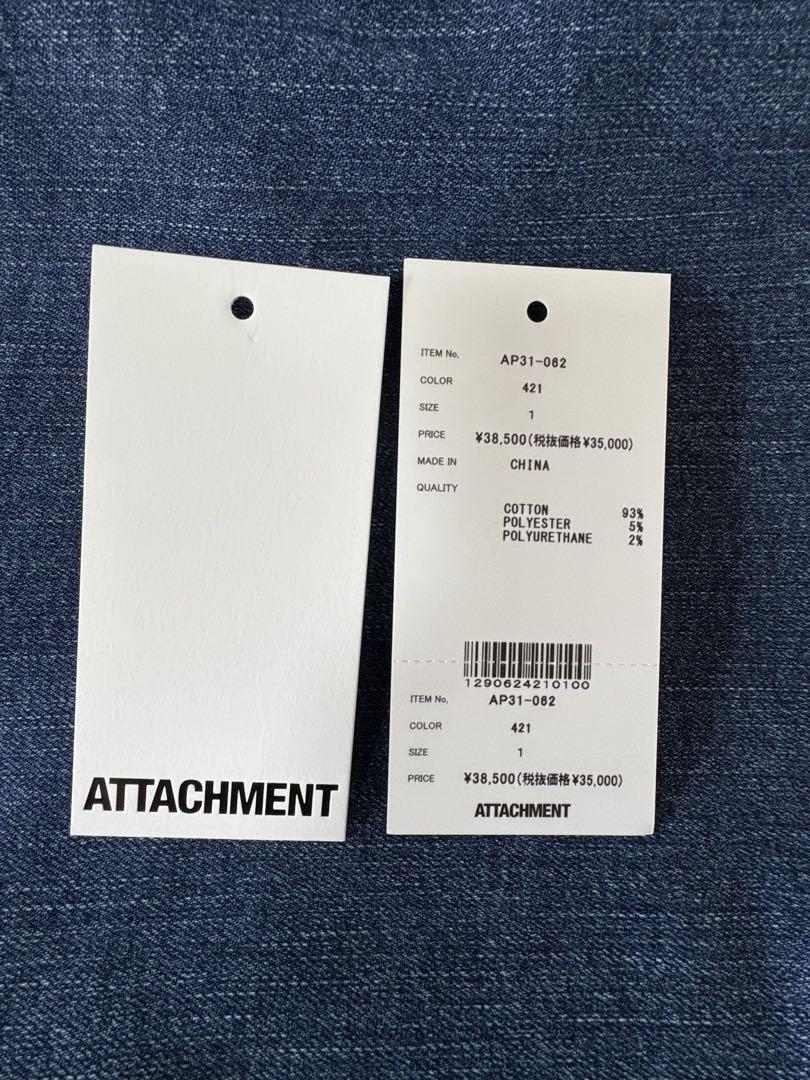 ATTACHMENT
ITEM No. AP31-062
COLOR 421
SIZE 1
PRICE ¥38,500(税抜価格¥35,000)
MADE IN CHINA
QUALITY
COTTON 93%
POLYESTER 5%
POLYURETHANE 2%
1290624210100
ITEM No. AP31-062
COLOR 421
SIZE 1
PRICE ¥38,500(税抜価格¥35,000)
ATTACHMENT